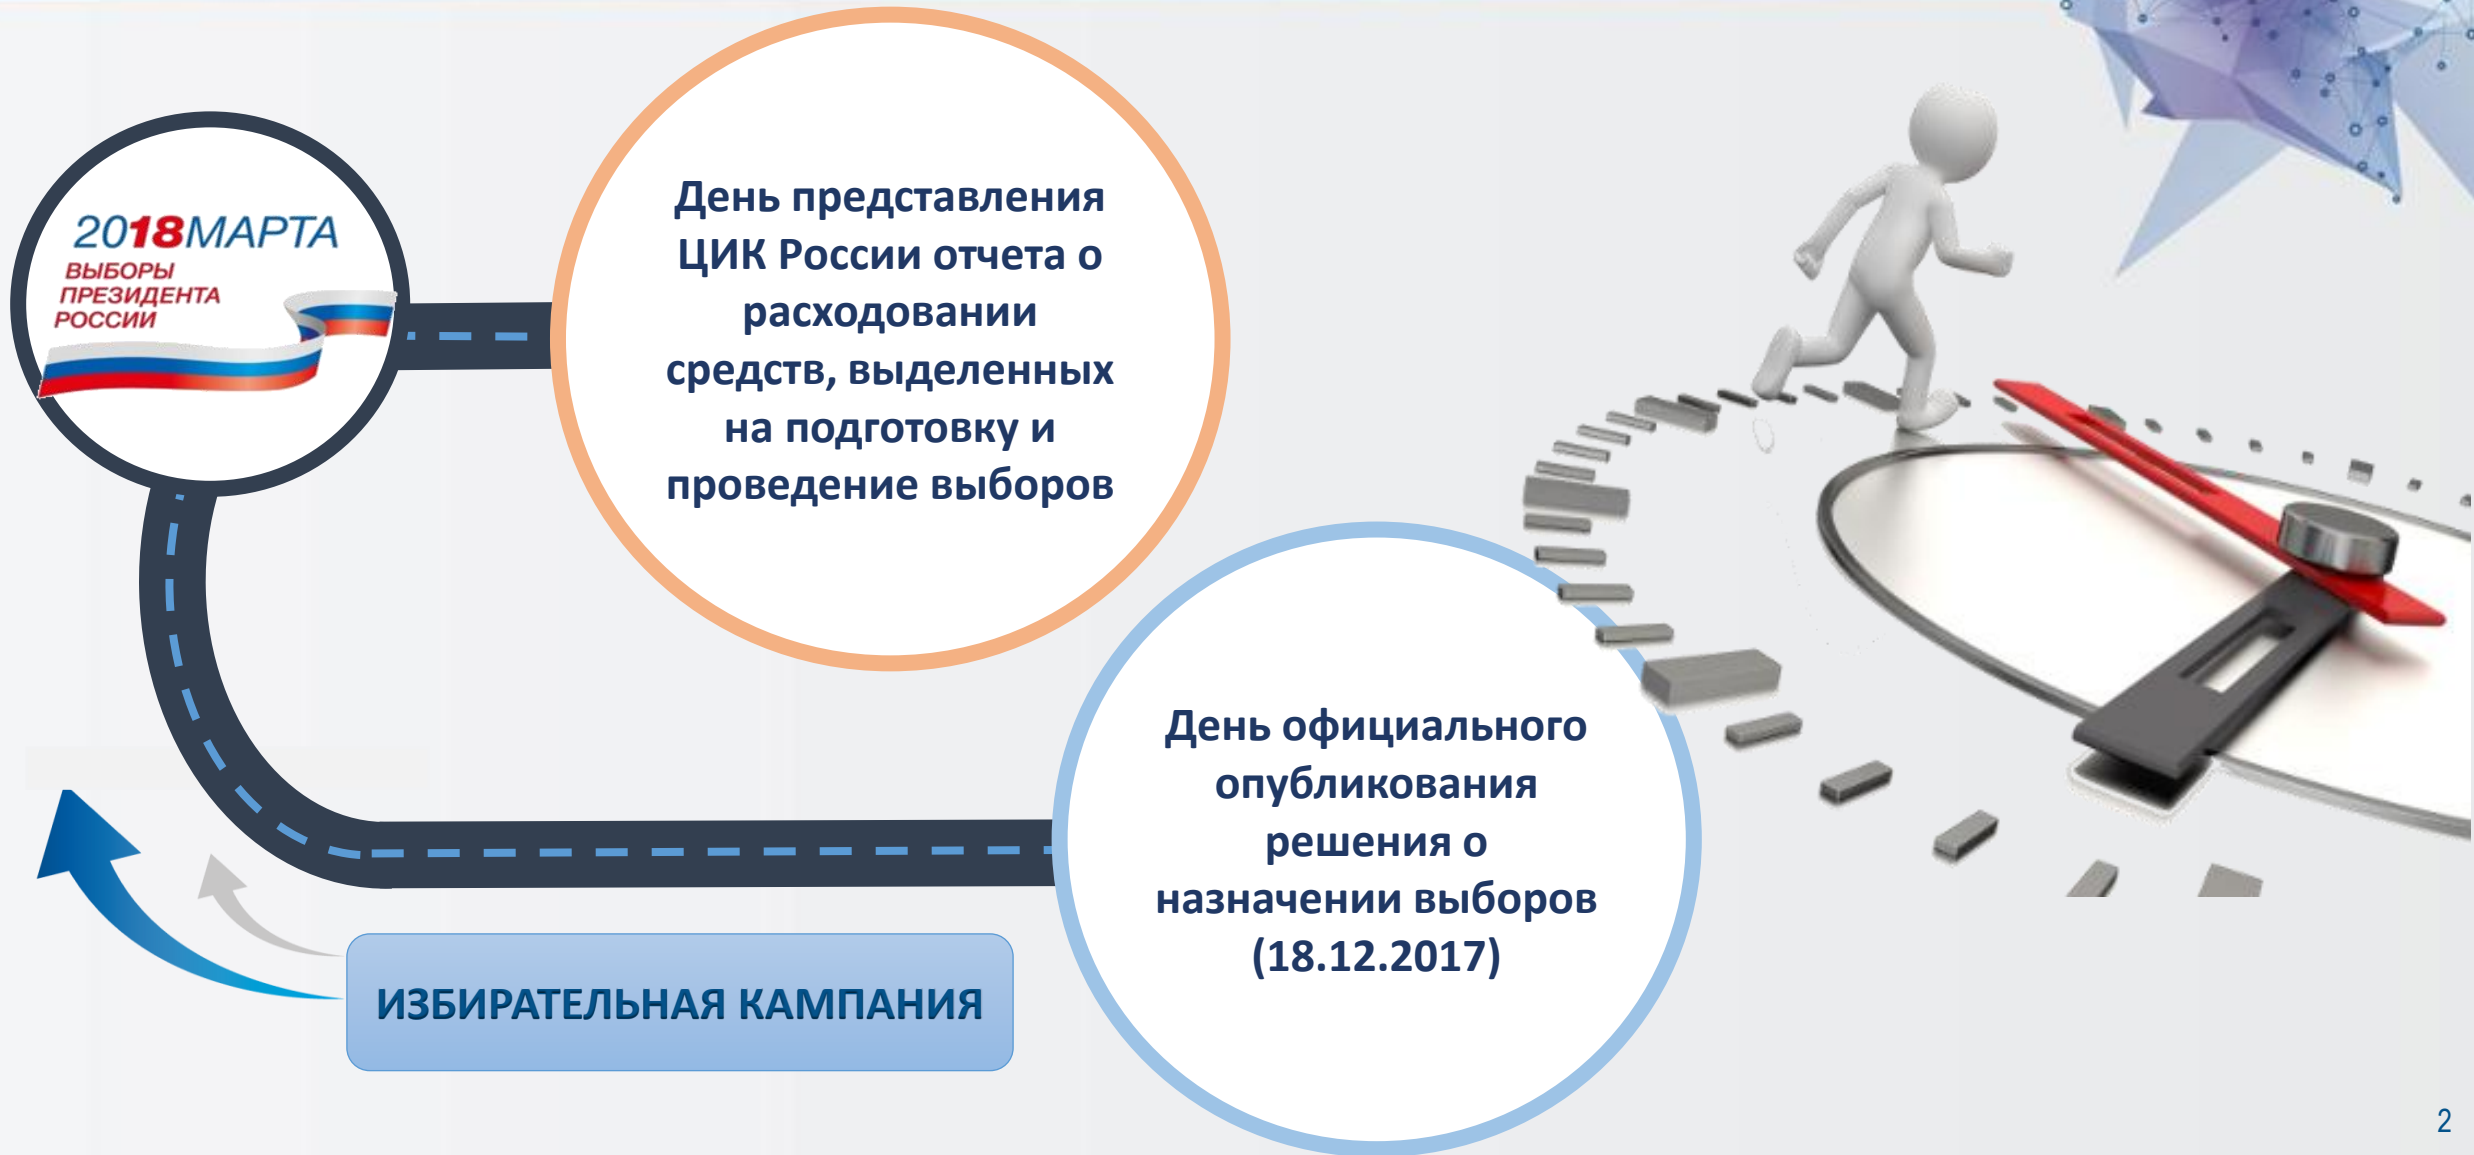 2018МАРТА
ВЫБОРЫ
ПРЕЗИДЕНТА
РОССИИ
День представления
ЦИК России отчета о
расходовании
средств, выделенных
на подготовку и
проведение выборов
День официального
опубликования
решения о
назначении выборов
(18.12.2017)
ИЗБИРАТЕЛЬНАЯ КАМПАНИЯ
2